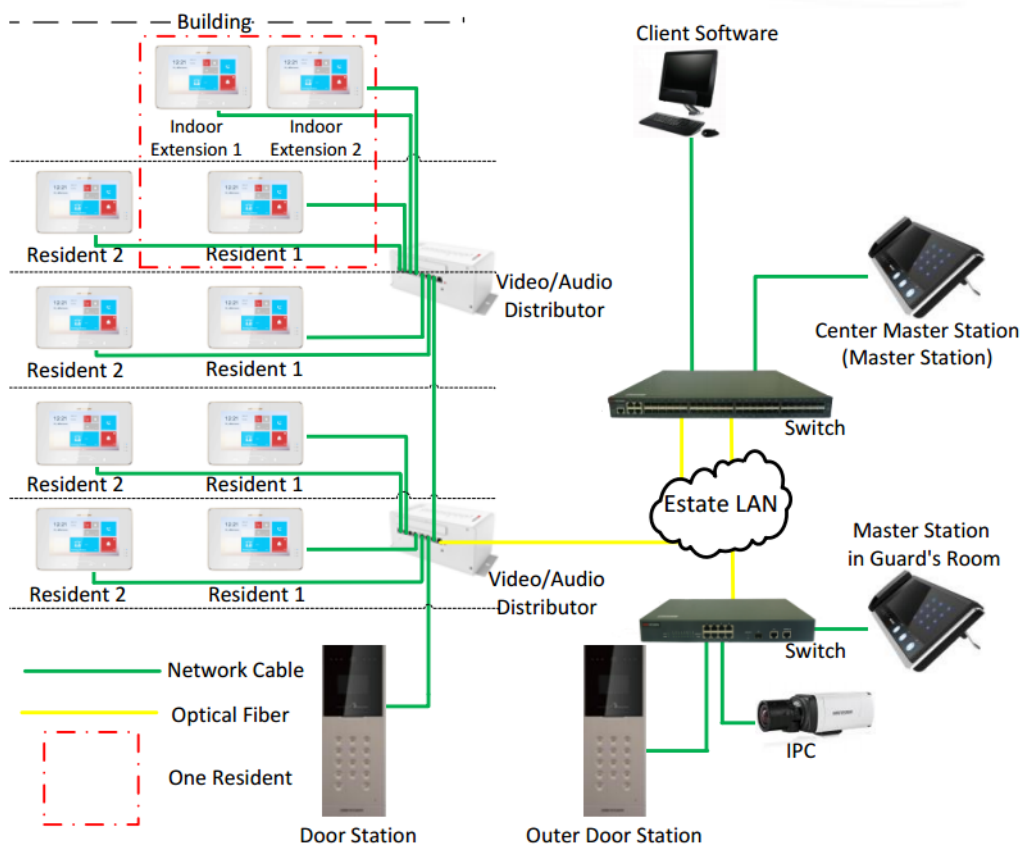 Building
Client Software
Indoor
Extension 1
Indoor
Extension 2
Resident 2
Resident 1
Video/Audio
Distributor
Center Master Station
(Master Station)
Resident 2
Resident 1
Switch
Resident 2
Resident 1
Estate LAN
Master Station
in Guard's Room
Resident 2
Resident 1
Video/Audio
Distributor
Switch
Network Cable
Optical Fiber
IPC
One Resident
Door Station
Outer Door Station